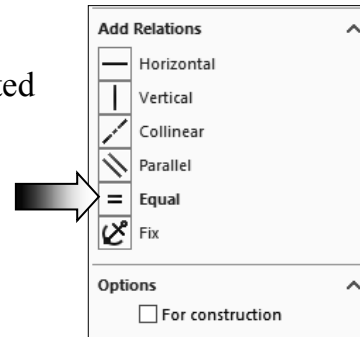 Add Relations
Horizontal
Vertical
Collinear
Parallel
Equal
Fix
Options
For construction